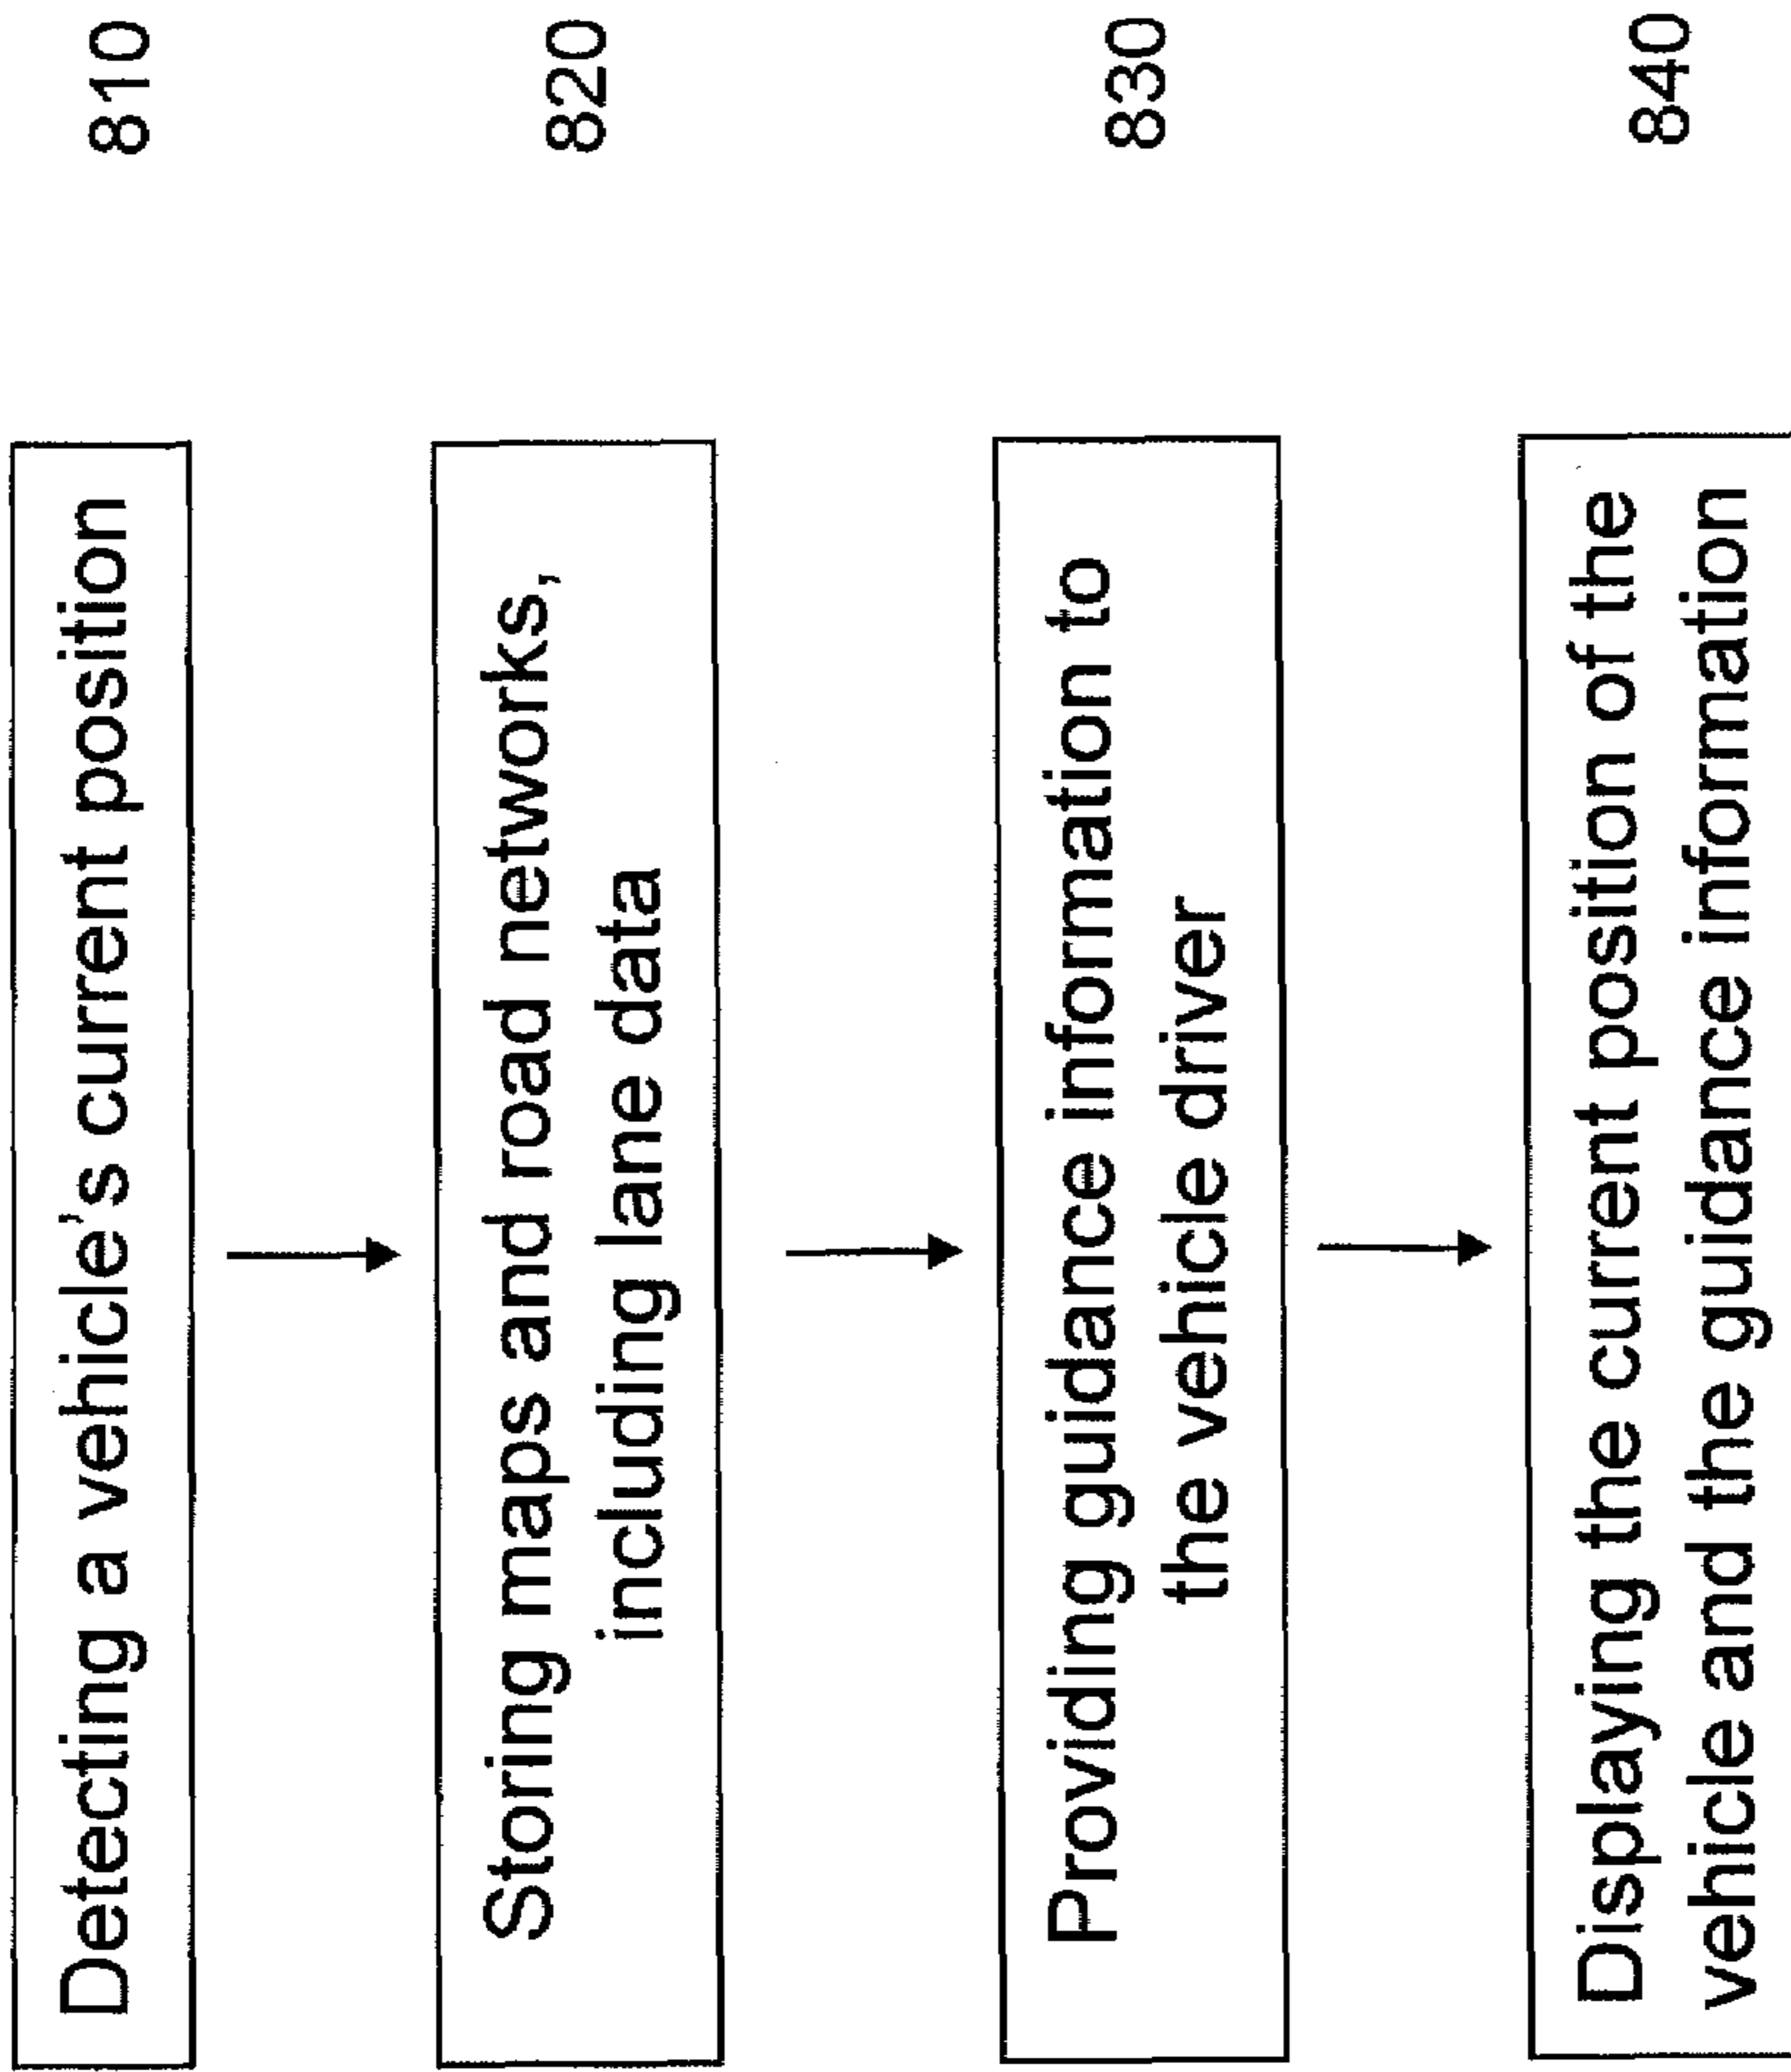 Detecting a vehicle's current position
810
Storing maps and road networks,
including lane data
820
Providing guidance information to
the vehicle driver
830
Displaying the current position of the
vehicle and the guidance information
840